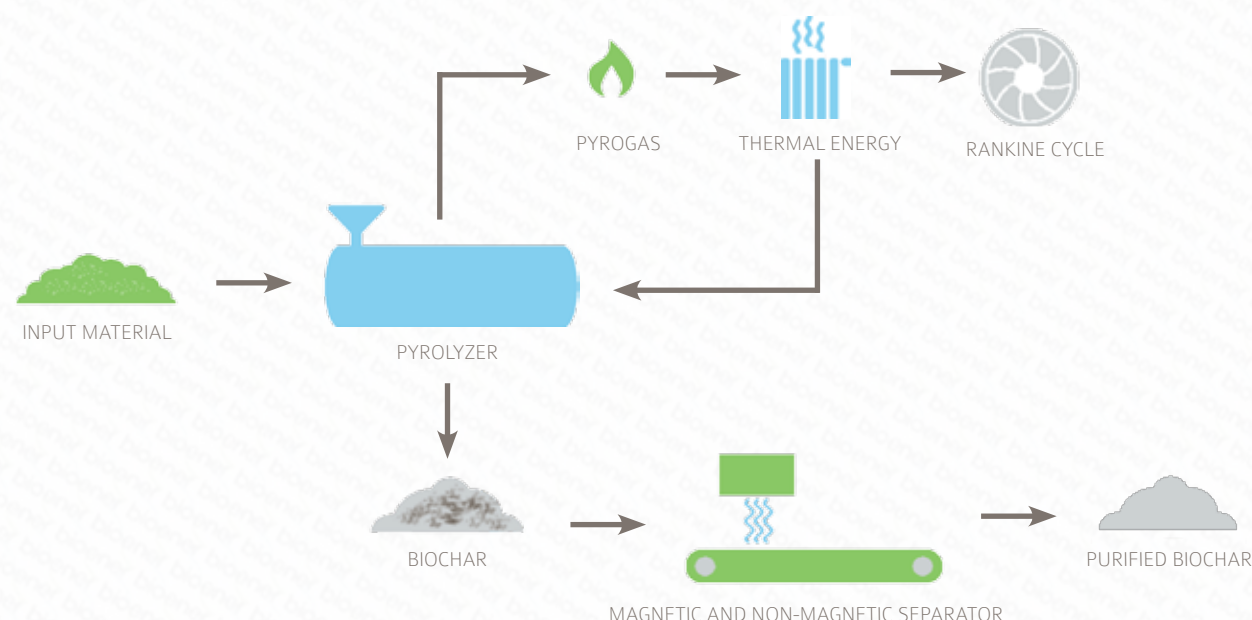 PYROGAS
THERMAL ENERGY
RANKINE CYCLE
INPUT MATERIAL
PYROLYZER
BIOCHAR
PURIFIED BIOCHAR
MAGNETIC AND NON-MAGNETIC SEPARATOR